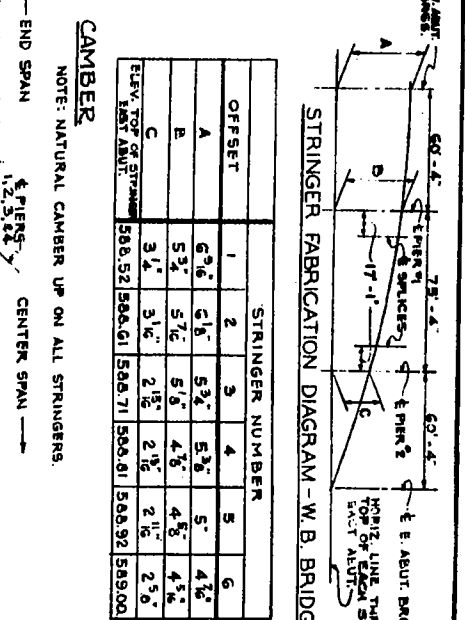 60'-4"
75'-4"
60'-4"
℄ PIER #1
℄ SPLICES
17'-1"
℄ PIER #2
℄ E. ABUT. BRG
A
B
C
HORIZ. LINE
TOP OF EACH
EAST ABUT.
STRINGER FABRICATION DIAGRAM - W. B. BRIDG
OFFSET
STRINGER NUMBER
1 2 3 4 5 6
A 6 9/16 6 1/8 5 3/4" 5 3/8" 5" 4 7/16"
B 5 3/4" 5 7/16" 5 1/8" 4 7/8" 4 5/8" 4 5/16"
C 3 1/4" 3 1/16" 2 15/16" 2 13/16" 2 11/16" 2 5/8"
ELEV. TOP OF STRINGER
EAST ABUT.
588.52 588.61 588.71 588.81 588.92 589.00
CAMBER
NOTE: NATURAL CAMBER UP ON ALL STRINGERS.
END SPAN
℄ PIERS
1,2,3,&4
CENTER SPAN